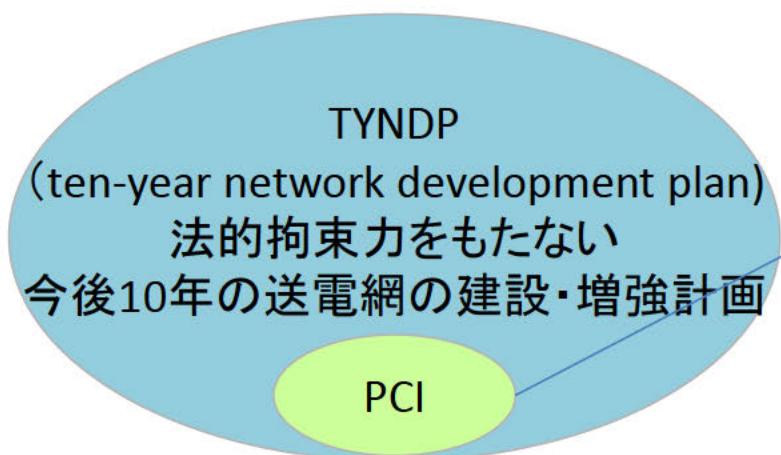 TYNDP
（ten-year network development plan)
法的拘束力をもたない
今後10年の送電網の建設・増強計画
PCI